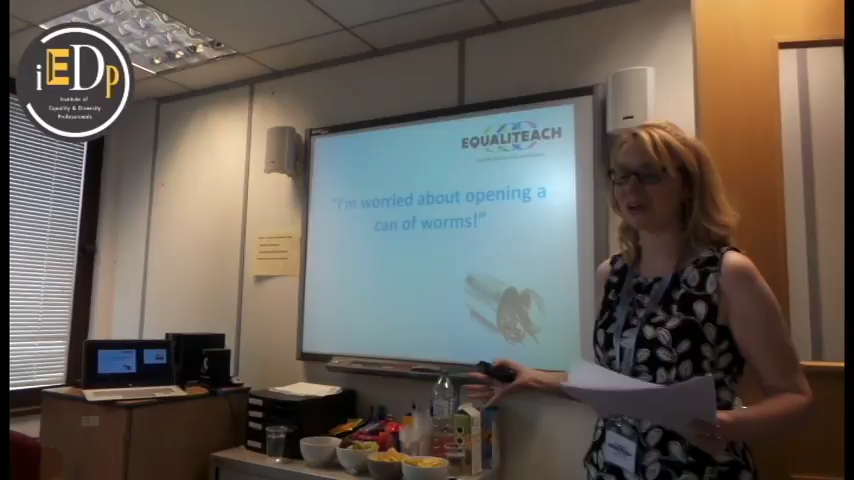 iEDp
Institute of
Equality & Diversity
Professionals
EQUALITEACH
"I'm worried about opening a
can of worms!"